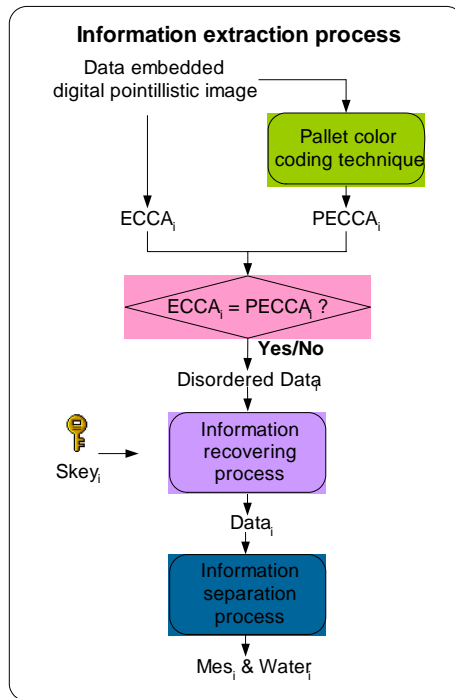 Information extraction process
Data embedded
digital pointillistic image
Pallet color
coding technique
ECCAi
PECCAi
ECCAi = PECCAi ?
Yes/No
Disordered Datai
Information
recovering
process
Skeyi
Datai
Information
separation
process
Mesi & Wateri